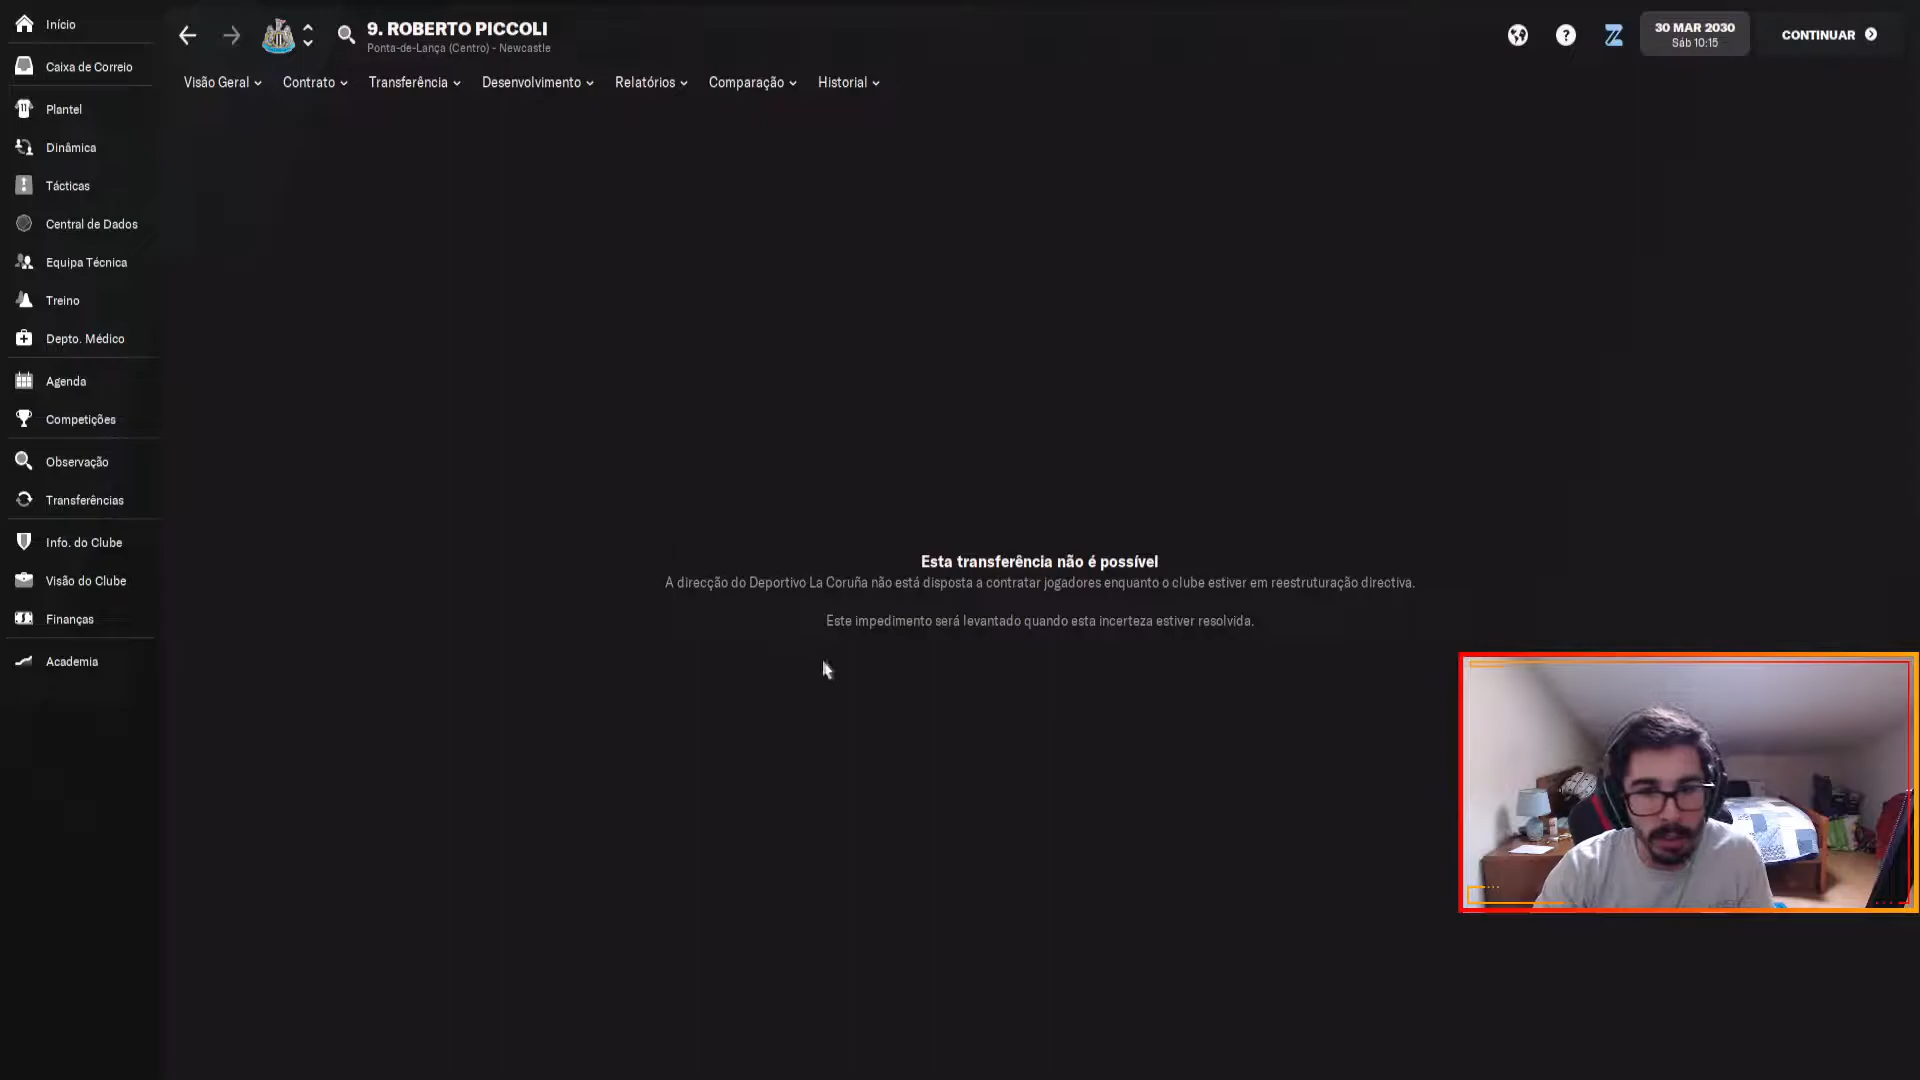 Início
Caixa de Correio
Plantel
Dinâmica
Tácticas
Central de Dados
Equipa Técnica
Treino
Depto. Médico
Agenda
Competições
Observação
Transferências
Info. do Clube
Visão do Clube
Finanças
Academia
9. ROBERTO PICCOLI
Ponta-de-Lança (Centro) - Newcastle
30 MAR 2030
Sáb 10:15
CONTINUAR
Visão Geral
Contrato
Transferência
Desenvolvimento
Relatórios
Comparação
Historial
Esta transferência não é possível
A direcção do Deportivo La Coruña não está disposta a contratar jogadores enquanto o clube estiver em reestruturação directiva.
Este impedimento será levantado quando esta incerteza estiver resolvida.